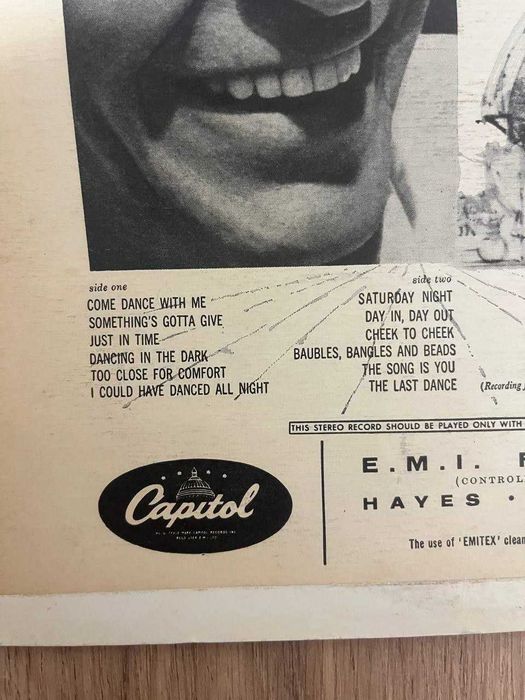 side one
COME DANCE WITH ME
SOMETHING'S GOTTA GIVE
JUST IN TIME
DANCING IN THE DARK
TOO CLOSE FOR COMFORT
I COULD HAVE DANCED ALL NIGHT
side two
SATURDAY NIGHT
DAY IN, DAY OUT
CHEEK TO CHEEK
BAUBLES, BANGLES AND BEADS
THE SONG IS YOU
THE LAST DANCE
(Recording
THIS STEREO RECORD SHOULD BE PLAYED ONLY WITH
E.M.I.
(CONTROL
HAYES •
The use of 'EMITEX' clean
Capitol